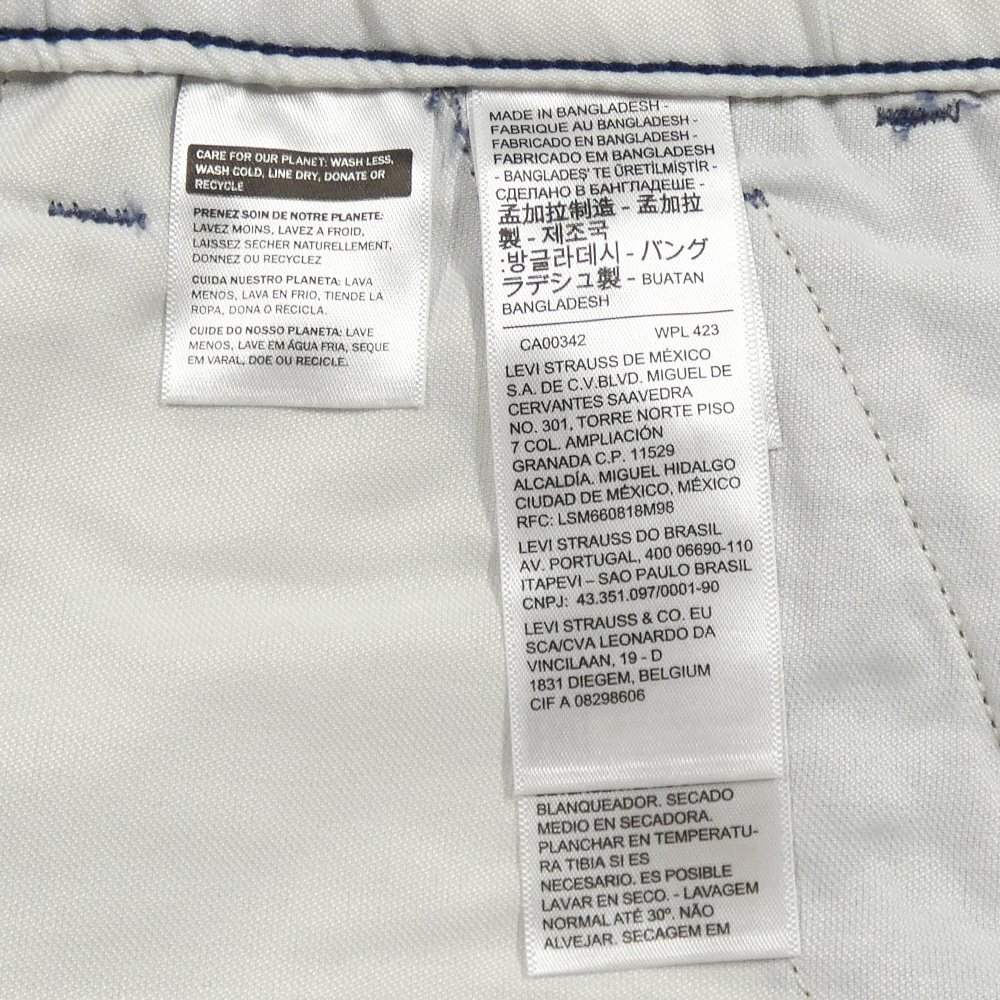 CARE FOR OUR PLANET: WASH LESS,
WASH COLD, LINE DRY, DONATE OR
RECYCLE
PRENEZ SOIN DE NOTRE PLANETE:
LAVEZ MOINS, LAVEZ A FROID,
LAISSEZ SECHER NATURELLEMENT,
DONNEZ OU RECYCLEZ
CUIDA NUESTRO PLANETA: LAVA
MENOS, LAVA EN FRIO, TIENDE LA
ROPA, DONA O RECICLA.
CUIDE DO NOSSO PLANETA: LAVE
MENOS, LAVE EM ÁGUA FRIA, SEQUE
EM VARAL, DOE OU RECICLE.
MADE IN BANGLADESH -
FABRIQUE AU BANGLADESH -
FABRICADO EN BANGLADESH -
FABRICADO EM BANGLADESH
- BANGLADEŞ' TE ÜRETİLMİŞTİR -
СДЕЛАНО В БАНГЛАДЕШЕ -
孟加拉制造 - 孟加拉
製 - 제조국
:방글라데시 - バング
ラデシュ製 - BUATAN
BANGLADESH
CA00342 WPL 423
LEVI STRAUSS DE MÉXICO
S.A. DE C.V.BLVD. MIGUEL DE
CERVANTES SAAVEDRA
NO. 301, TORRE NORTE PISO
7 COL. AMPLIACIÓN
GRANADA C.P. 11529
ALCALDÍA. MIGUEL HIDALGO
CIUDAD DE MÉXICO, MÉXICO
RFC: LSM660818M98
LEVI STRAUSS DO BRASIL
AV. PORTUGAL, 400 06690-110
ITAPEVI – SAO PAULO BRASIL
CNPJ: 43.351.097/0001-90
LEVI STRAUSS & CO. EU
SCA/CVA LEONARDO DA
VINCILAAN, 19 - D
1831 DIEGEM, BELGIUM
CIF A 08298606
BLANQUEADOR. SECADO
MEDIO EN SECADORA.
PLANCHAR EN TEMPERATU-
RA TIBIA SI ES
NECESARIO. ES POSIBLE
LAVAR EN SECO. - LAVAGEM
NORMAL ATÉ 30º. NÃO
ALVEJAR. SECAGEM EM